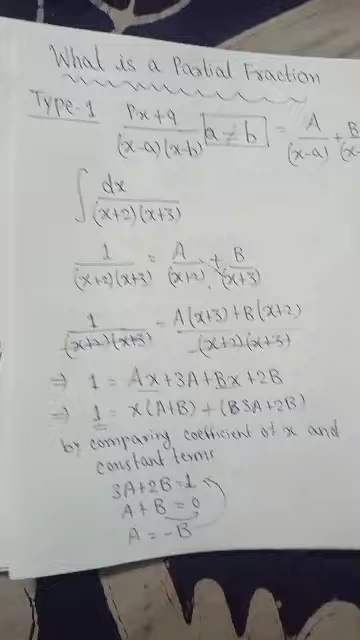 What is a Partial Fraction
Type-1 Px+q/(x-a)(x-b) a≠b = A/(x-a) + B/(x-
∫ dx/(x+2)(x+3)
1/(x+2)(x+3) = A/(x+2) + B/(x+3)
1/(x+2)(x+3) = A(x+3)+B(x+2)/(x+2)(x+3)
⇒ 1 = Ax+3A+Bx+2B
⇒ 1 = x(A+B)+(B3A+2B)
by comparing coefficient of x and
constant terms
3A+2B=1
A+B=0
A=-B